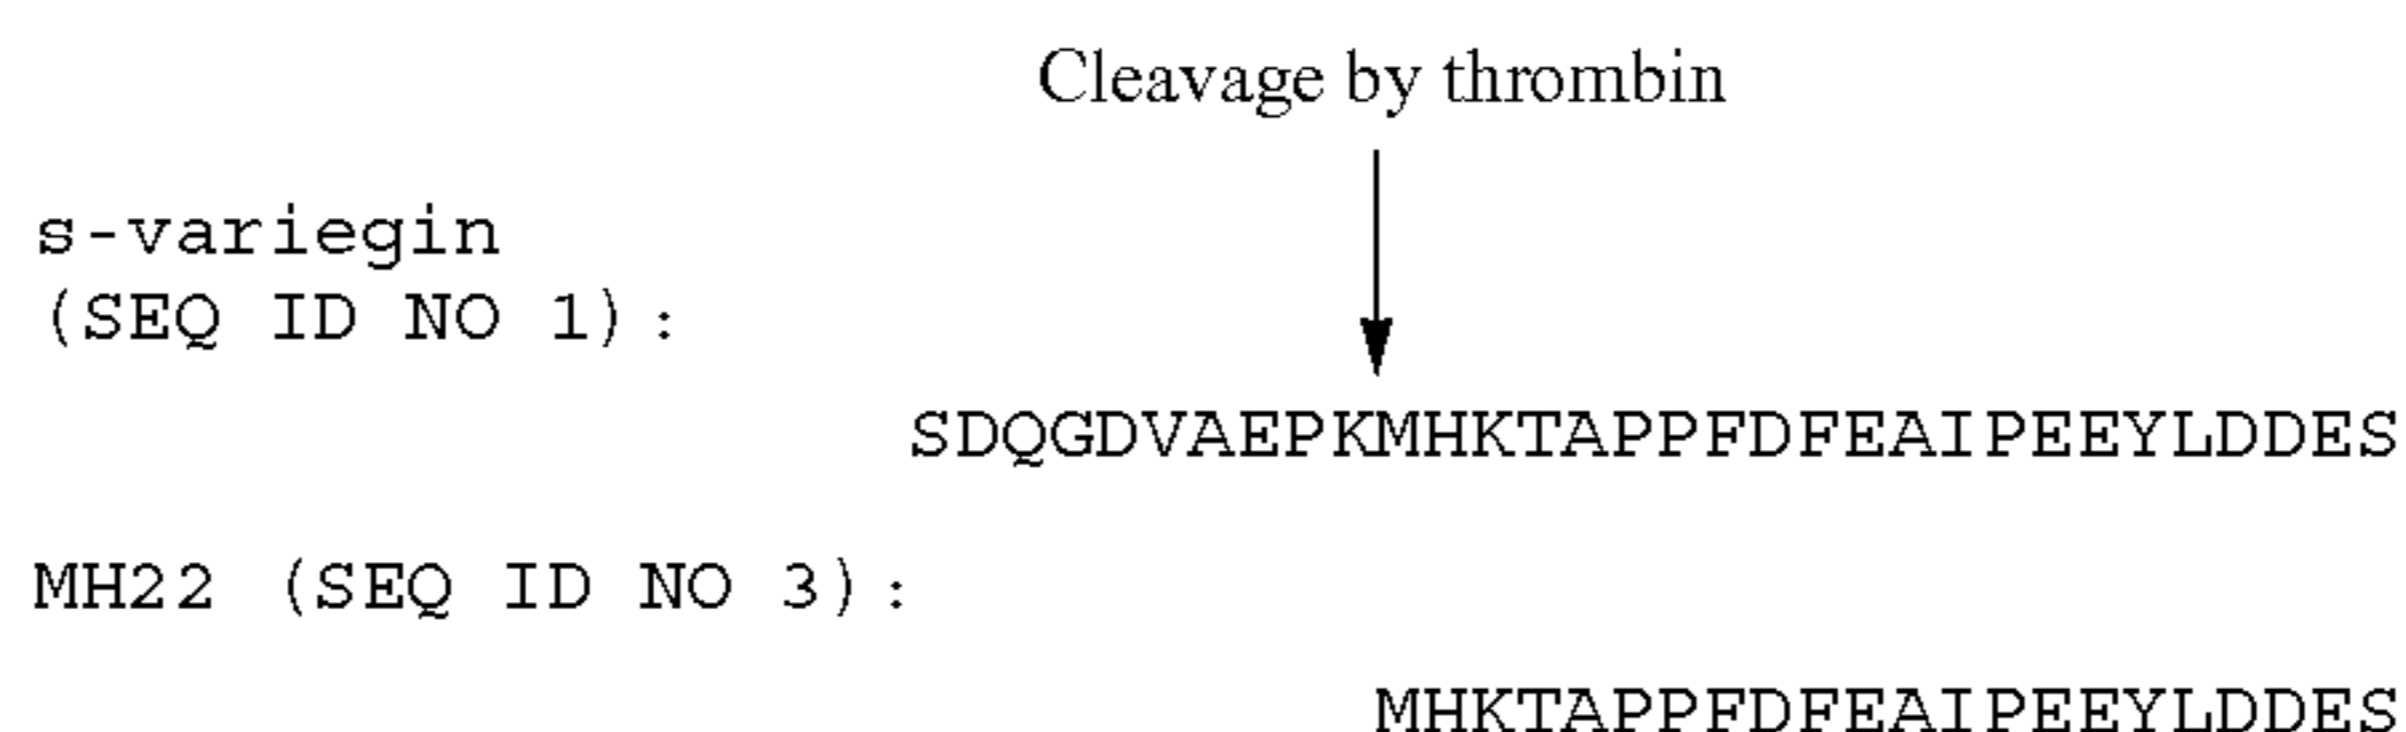 Cleavage by thrombin
s-variegin
(SEQ ID NO 1):
SDQGDVAEPKMHKTAPPFDFEAIPEEYLDDES
MH22 (SEQ ID NO 3):
MHKTAPPFDFEAIPEEYLDDES